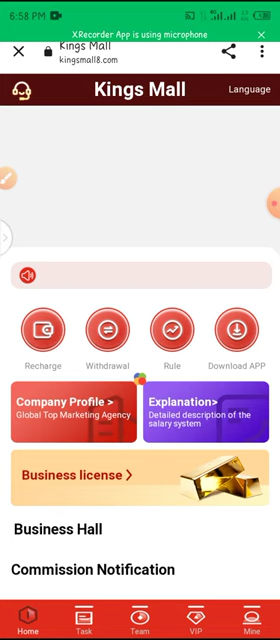 6:58 PM
XRecorder App is using microphone
Kings Mall
kingsmall8.com
Kings Mall
Language
Recharge
Withdrawal
Rule
Download APP
Company Profile >
Global Top Marketing Agency
Explanation>
Detailed description of the
salary system
Business license >
Business Hall
Commission Notification
Home
Task
Team
VIP
Mine